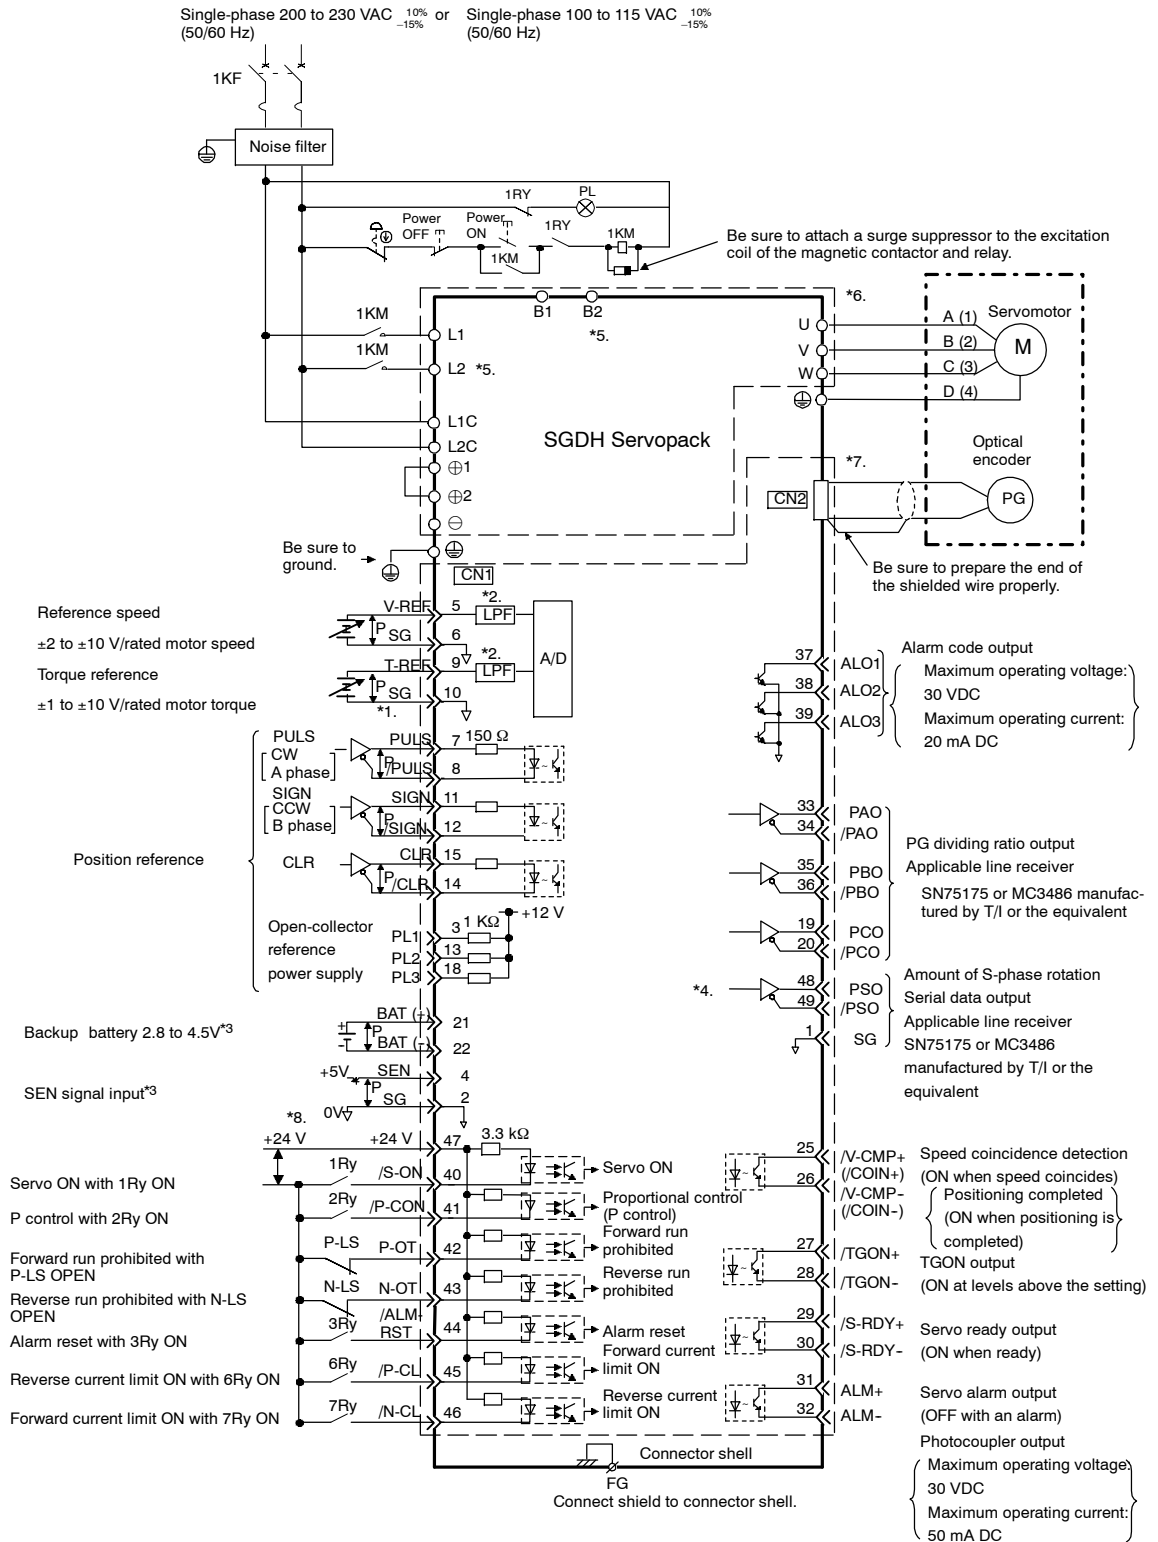 Single-phase 200 to 230 VAC 10% −15% or Single-phase 100 to 115 VAC 10% −15%
(50/60 Hz) (50/60 Hz)
1KF
Noise filter
1RY
PL
Power OFF
Power ON
1RY
1KM
1KM
Be sure to attach a surge suppressor to the excitation
coil of the magnetic contactor and relay.
B1 B2
*5.
*6.
1KM
L1
1KM
L2 *5.
L1C
L2C
⊕1
⊕2
⊖
SGDH Servopack
U
V
W
A (1)
B (2)
C (3)
D (4)
Servomotor
M
*7.
Optical
encoder
CN2
PG
Be sure to prepare the end of
the shielded wire properly.
Be sure to
ground.
CN1
Reference speed
±2 to ±10 V/rated motor speed
V-REF 5 *2. LPF
P
SG 6
Torque reference
±1 to ±10 V/rated motor torque
T-REF 9 *2. LPF
P
SG 10
*1.
A/D
Position reference
PULS
CW
A phase
PULS 7 150 Ω
P
/PULS 8
SIGN
CCW
B phase
SIGN 11
P
/SIGN 12
CLR
CLR 15
P
/CLR 14
Open-collector
reference
power supply
+12 V
PL1 3 1 KΩ
PL2 13
PL3 18
Backup battery 2.8 to 4.5V*3
+
-
BAT (+) 21
P
BAT (-) 22
SEN signal input*3
+5V SEN 4
P
0V SG 2
*8.
+24 V +24 V 47 3.3 kΩ
Servo ON with 1Ry ON
1Ry /S-ON 40
Servo ON
P control with 2Ry ON
2Ry /P-CON 41
Proportional control
(P control)
Forward run prohibited with
P-LS OPEN
P-LS P-OT 42
Forward run
prohibited
Reverse run prohibited with N-LS
OPEN
N-LS N-OT 43
Reverse run
prohibited
Alarm reset with 3Ry ON
3Ry /ALM-
RST 44
Alarm reset
Reverse current limit ON with 6Ry ON
6Ry /P-CL 45
Forward current
limit ON
Forward current limit ON with 7Ry ON
7Ry /N-CL 46
Reverse current
limit ON
Connector shell
FG
Connect shield to connector shell.
Alarm code output
37 ALO1
38 ALO2
39 ALO3
Maximum operating voltage:
30 VDC
Maximum operating current:
20 mA DC
33 PAO
34 /PAO
35 PBO
36 /PBO
19 PCO
20 /PCO
PG dividing ratio output
Applicable line receiver
SN75175 or MC3486 manufac-
tured by T/I or the equivalent
*4.
48 PSO
49 /PSO
1 SG
Amount of S-phase rotation
Serial data output
Applicable line receiver
SN75175 or MC3486
manufactured by T/I or the
equivalent
25 /V-CMP+
(/COIN+)
26 /V-CMP-
(/COIN-)
Speed coincidence detection
(ON when speed coincides)
Positioning completed
(ON when positioning is
completed)
27 /TGON+
28 /TGON-
TGON output
(ON at levels above the setting)
29 /S-RDY+
30 /S-RDY-
Servo ready output
(ON when ready)
31 ALM+
32 ALM-
Servo alarm output
(OFF with an alarm)
Photocoupler output
Maximum operating voltage:
30 VDC
Maximum operating current:
50 mA DC